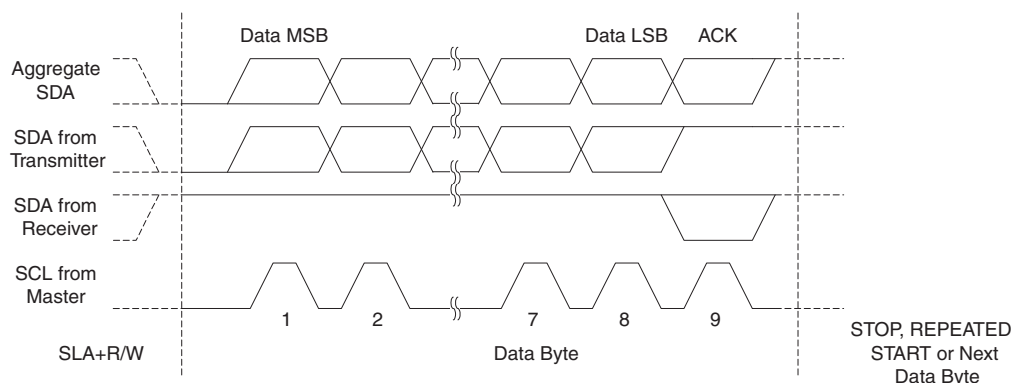 Data MSB
Data LSB
ACK
Aggregate
SDA
SDA from
Transmitter
SDA from
Receiver
SCL from
Master
1
2
7
8
9
SLA+R/W
Data Byte
STOP, REPEATED
START or Next
Data Byte